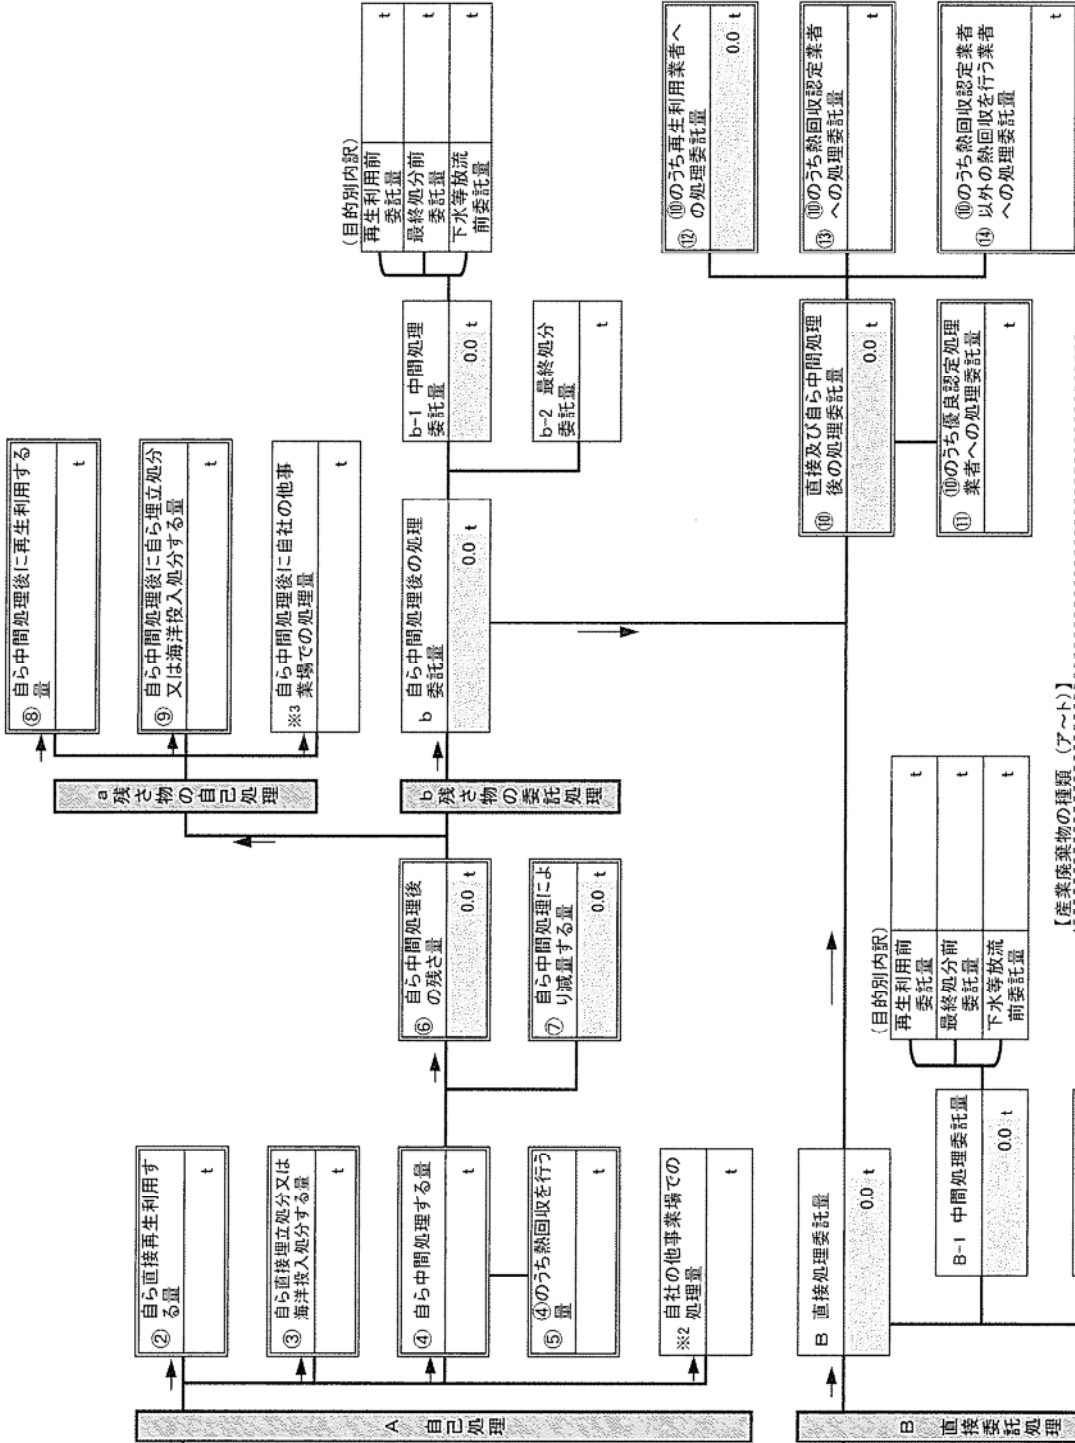 A 自己処理
② 自ら直接再生利用す
る量
t
③ 自ら直接埋立処分又は
海洋投入処分する量
t
④ 自ら中間処理する量
t
⑤ ④のうち熱回収を行う
量
t
※2 自社の他事業場での
処理量
t
⑥ 自ら中間処理後
の残さ量
0.0 t
⑦ 自ら中間処理によ
り減量する量
0.0 t
a 残さ物の自己処理
⑧ 自ら中間処理後に再生利用する
量
t
⑨ 自ら中間処理後に自ら埋立処分
又は海洋投入処分する量
t
※3 自ら中間処理後に自社の他事
業場での処理量
t
b 残さ物の委託処理
b 自ら中間処理後の処理
委託量
0.0 t
b-1 中間処理
委託量
0.0 t
b-2 最終処分
委託量
t
(目的別内訳)
再生利用前
委託量
t
最終処分前
委託量
t
下水等放流
前委託量
t
B 直接委託処理
B 直接処理委託量
0.0 t
B-1 中間処理委託量
0.0 t
(目的別内訳)
再生利用前
委託量
t
最終処分前
委託量
t
下水等放流
前委託量
t
⑩ 直接及び自ら中間処理
後の処理委託量
0.0 t
⑪ ⑩のうち優良認定処理
業者への処理委託量
t
⑫ ⑩のうち再生利用業者へ
の処理委託量
0.0 t
⑬ ⑩のうち熱回収認定業者
への処理委託量
t
⑭ ⑩のうち熱回収認定業者
以外の熱回収を行う業者
への処理委託量
t
【産業廃棄物の種類 (ア～ト)】